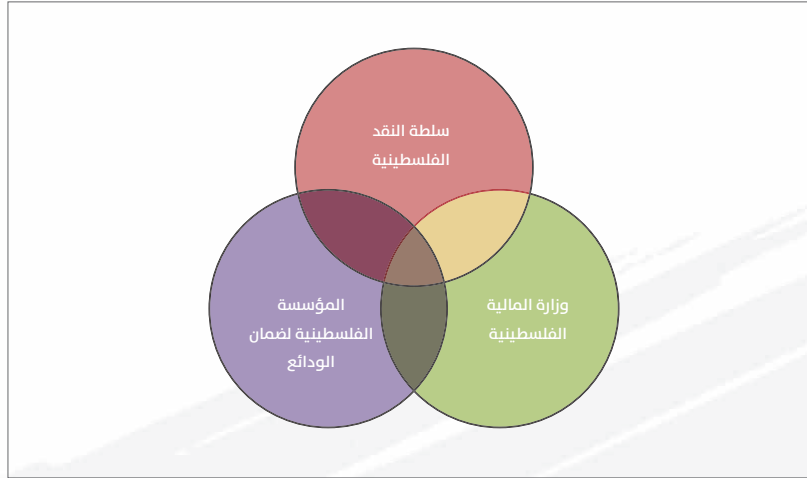 سلطة النقد
الفلسطينية
وزارة المالية
الفلسطينية
المؤسسة
الفلسطينية لضمان
الودائع